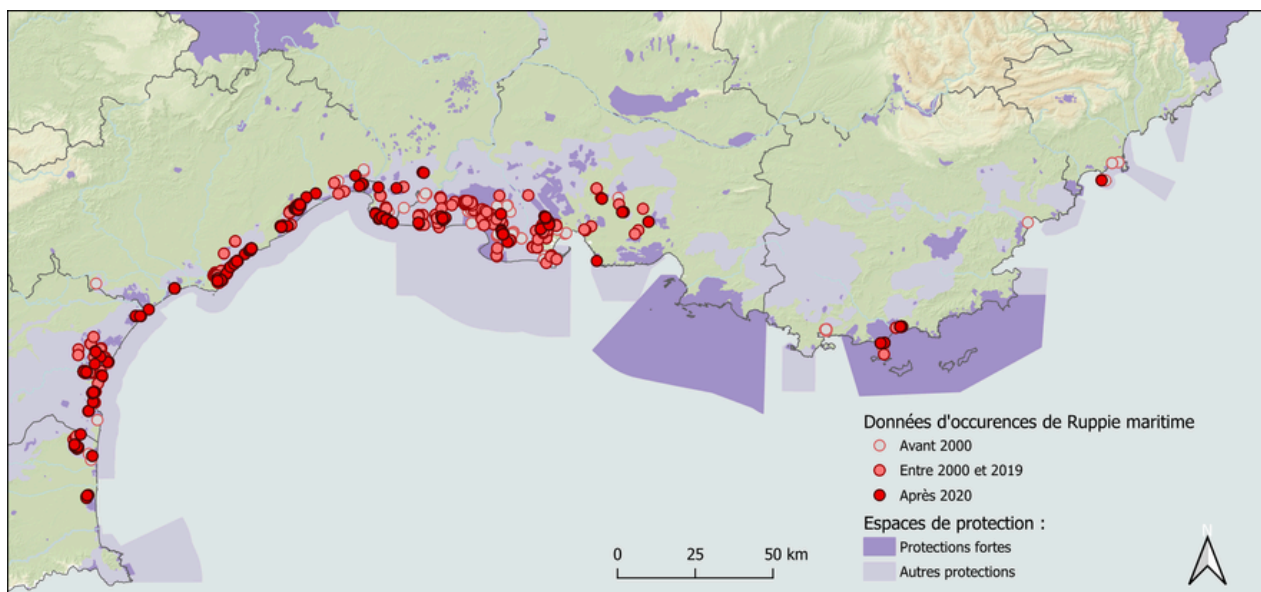 Données d'occurences de Ruppie maritime
Avant 2000
Entre 2000 et 2019
Après 2020
Espaces de protection :
Protections fortes
Autres protections
0 25 50 km
N